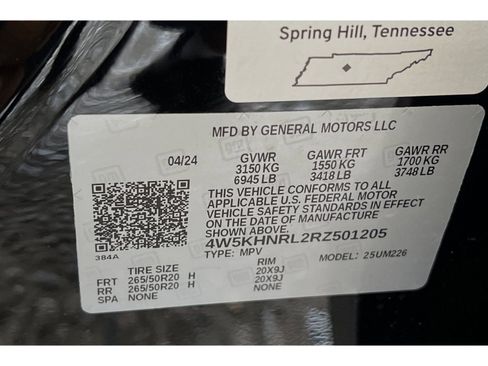 Spring Hill, Tennessee
MFD BY GENERAL MOTORS LLC
04/24 GVWR GAWR FRT GAWR RR
3150 KG 1550 KG 1700 KG
6945 LB 3418 LB 3748 LB
THIS VEHICLE CONFORMS TO ALL
APPLICABLE U.S. FEDERAL MOTOR
VEHICLE SAFETY STANDARDS IN EFFECT
ON THE DATE OF MANUFACTURE
SHOWN ABOVE.
4W5KHNRL2RZ501205
384A TYPE: MPV MODEL: 25UM226
TIRE SIZE RIM
FRT 265/50R20 H 20X9J
RR 265/50R20 H 20X9J
SPA NONE NONE